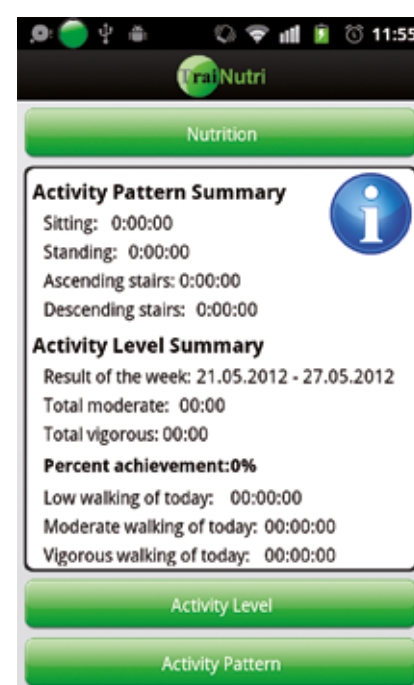 11:55
TraiNutri
Nutrition
Activity Pattern Summary
Sitting: 0:00:00
Standing: 0:00:00
Ascending stairs: 0:00:00
Descending stairs: 0:00:00
Activity Level Summary
Result of the week: 21.05.2012 - 27.05.2012
Total moderate: 00:00
Total vigorous: 00:00
Percent achievement:0%
Low walking of today: 00:00:00
Moderate walking of today: 00:00:00
Vigorous walking of today: 00:00:00
Activity Level
Activity Pattern